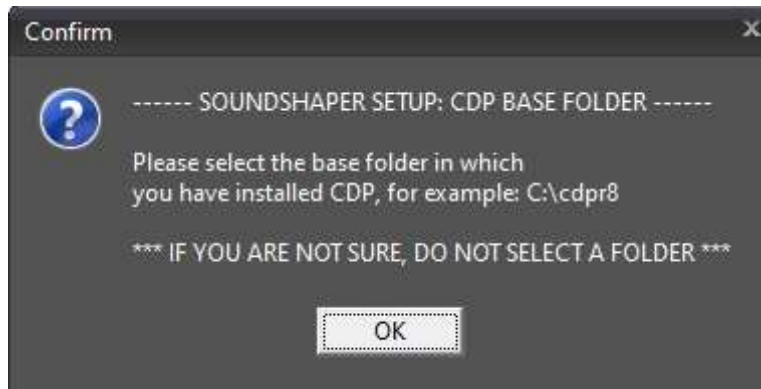 Confirm
------ SOUNDSHAPER SETUP: CDP BASE FOLDER ------
Please select the base folder in which
you have installed CDP, for example: C:\cdpr8
*** IF YOU ARE NOT SURE, DO NOT SELECT A FOLDER ***
OK